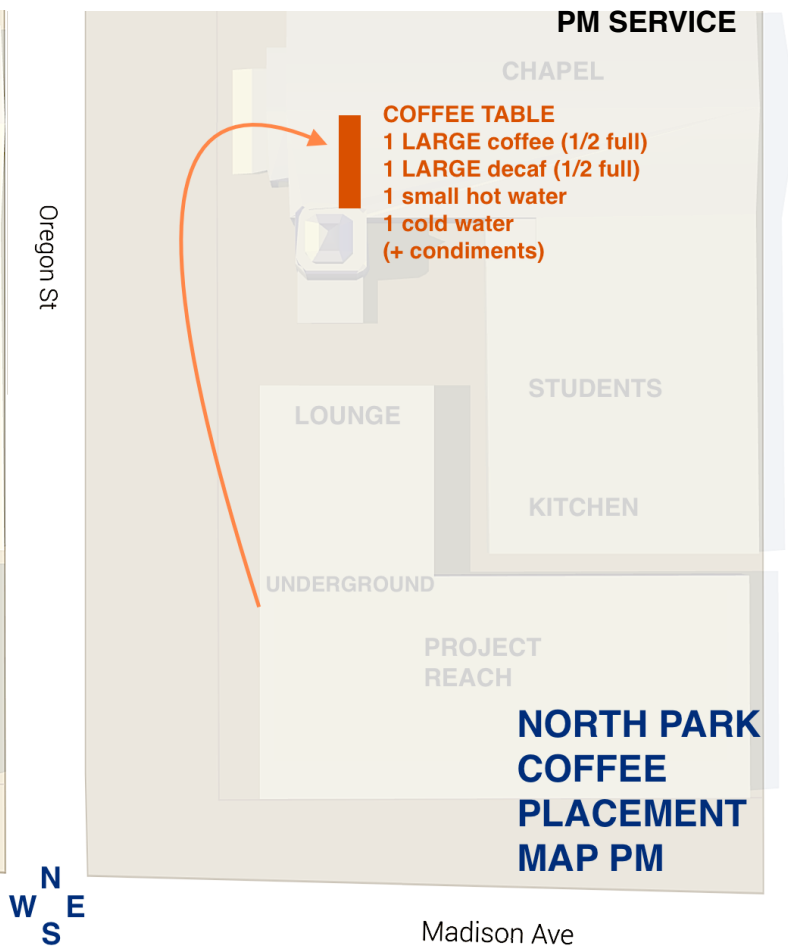 PM SERVICE
CHAPEL
COFFEE TABLE
1 LARGE coffee (1/2 full)
1 LARGE decaf (1/2 full)
1 small hot water
1 cold water
(+ condiments)
Oregon St
STUDENTS
LOUNGE
KITCHEN
UNDERGROUND
PROJECT
REACH
NORTH PARK
COFFEE
PLACEMENT
MAP PM
N
W E
S
Madison Ave